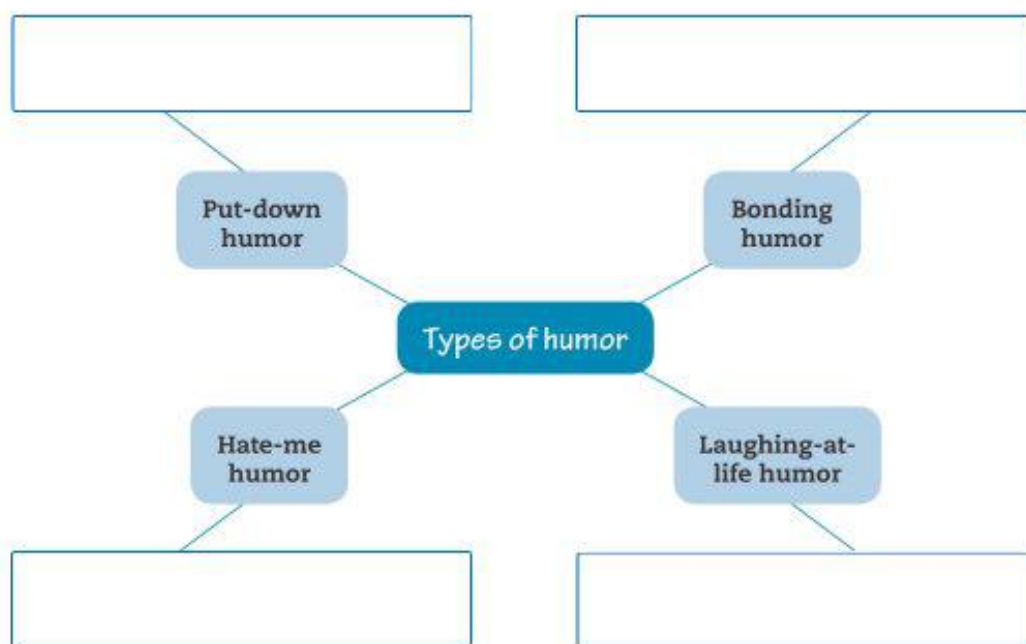 Put-down
humor
Bonding
humor
Types of humor
Hate-me
humor
Laughing-at-
life humor